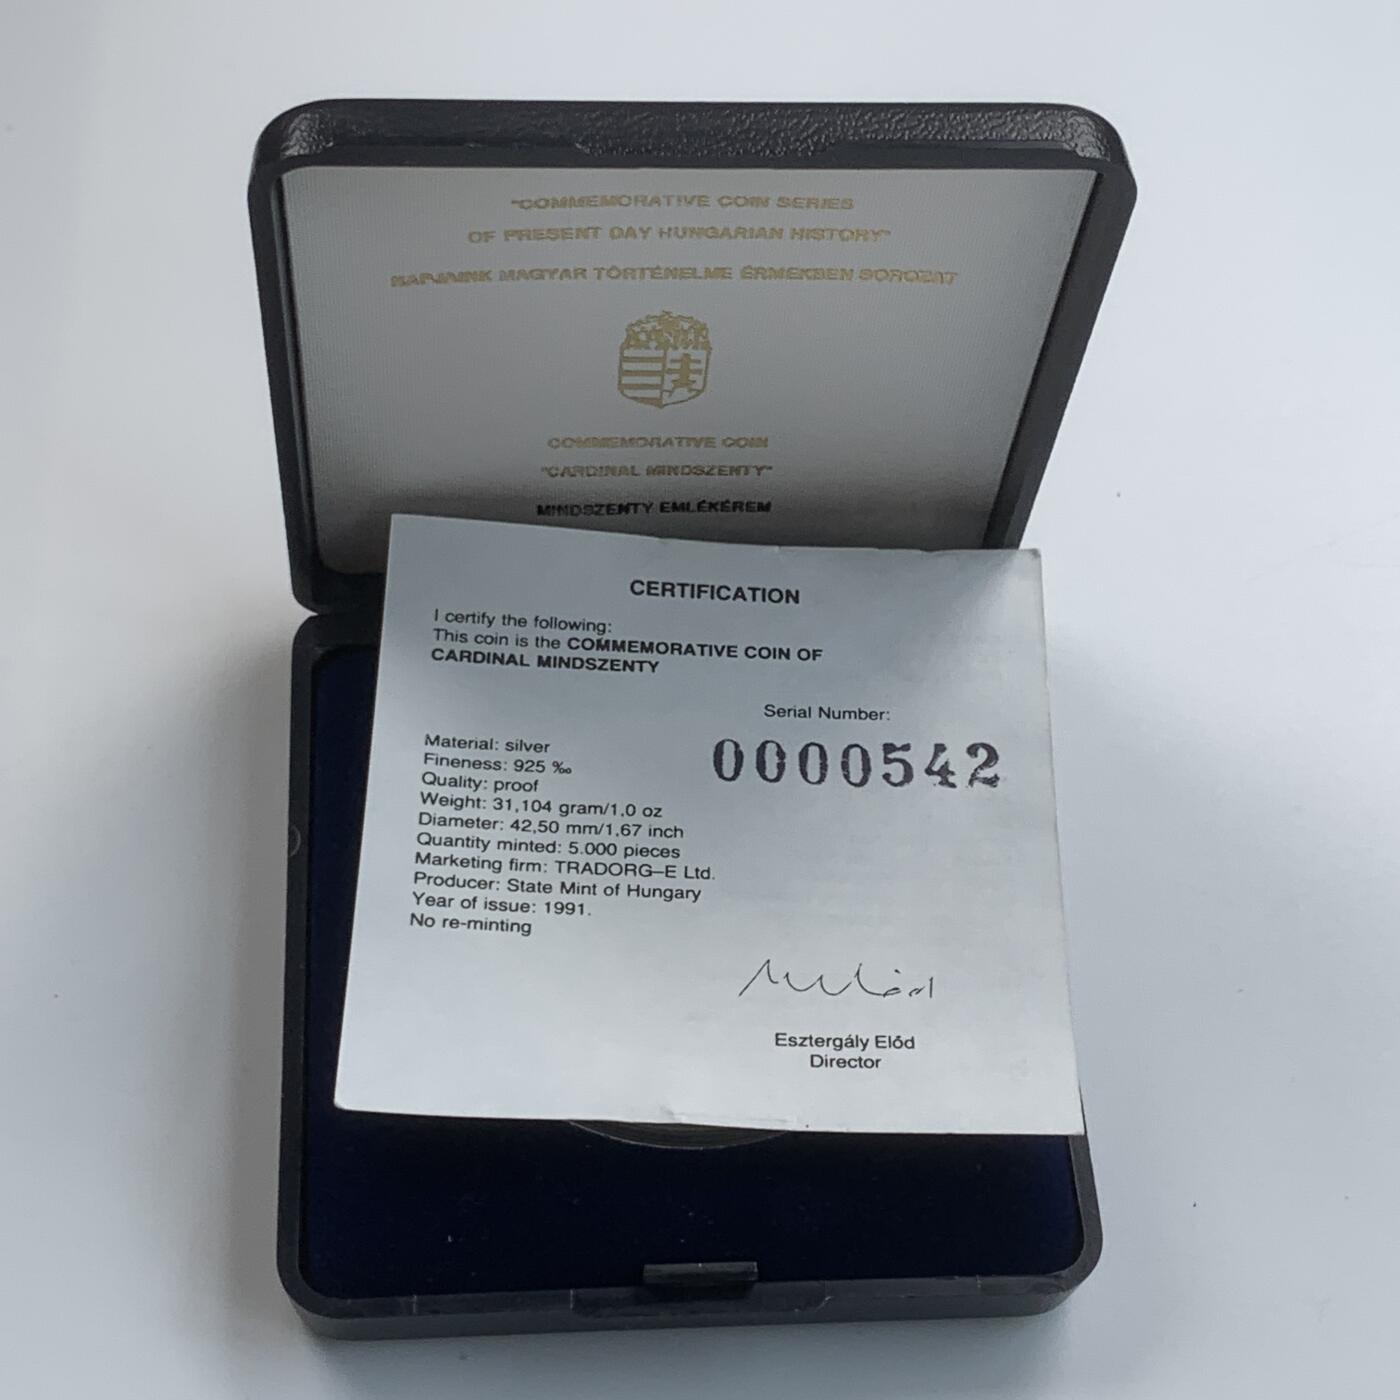 "COMMEMORATIVE COIN SERIES
OF PRESENT DAY HUNGARIAN HISTORY"
NAPJAINK MAGYAR TÖRTÉNELME ÉRMEKBEN SOROZAT
COMMEMORATIVE COIN
"CARDINAL MINDSZENTY"
MINDSZENTY EMLÉKÉREM
CERTIFICATION
I certify the following:
This coin is the COMMEMORATIVE COIN OF
CARDINAL MINDSZENTY
Serial Number:
0000542
Material: silver
Fineness: 925 ‰
Quality: proof
Weight: 31,104 gram/1,0 oz
Diameter: 42,50 mm/1,67 inch
Quantity minted: 5.000 pieces
Marketing firm: TRADORG–E Ltd.
Producer: State Mint of Hungary
Year of issue: 1991.
No re-minting
Esztergály Előd
Director